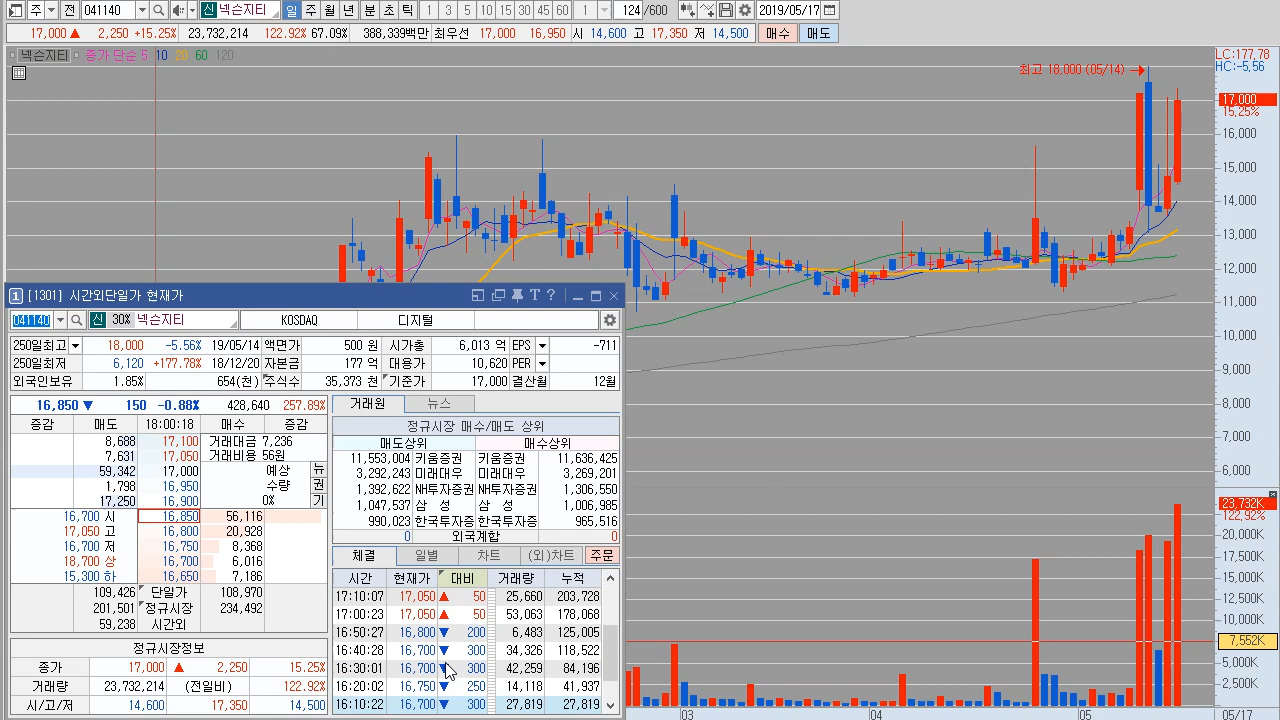 주 전 041140 신 넥슨지티 일 주 월 년 분 초 틱 1 3 5 10 15 30 45 60 1 124 /600 2019/05/17
17,000 ▲ 2,250 +15.25% 23,732,214 122.92% 67.09% 388,339백만 최우선 17,000 16,950 시 14,600 고 17,350 저 14,500 매수 매도
넥슨지티 종가 단순 5 10 20 60 120
LC:177,78
HC:-5,56
최고 18,000 (05/14)
17,000
15,25%
16,000
15,000
14,000
13,000
12,000
11,000
10,000
9,000
8,000
7,000
6,000
23,732K
122,92%
20,000K
17,500K
15,000K
12,500K
10,000K
7,552K
5,000K
2,500K
03 04 05 05/17
1 [1301] 시간외단일가 현재가
041140 신 30% 넥슨지티 KOSDAQ 디지털
250일최고 18,000 -5.56% 19/05/14 액면가 500 원 시가총 6,013 억 EPS -711
250일최저 6,120 +177.78% 18/12/20 자본금 177 억 대용가 10,620 PER
외국인보유 1.85% 654(천) 주식수 35,373 천 기준가 17,000 결산월 12월
16,850 ▼ 150 -0.88% 428,640 257.89%
증감 매도 18:00:18 매수 증감
8,688 17,100 거래대금 7,236
7,631 17,050 거래비용 56원
59,342 17,000 예상 뉴
1,798 16,950 수량 권
17,250 16,900 0% 기
16,700 시 16,850 56,116
17,050 고 16,800 20,928
16,700 저 16,750 8,368
18,700 상 16,700 6,016
15,300 하 16,650 7,186
109,426 단일가 108,970
201,501 정규시장 234,492
59,238 시간외
정규시장정보
종가 17,000 ▲ 2,250 15.25%
거래량 23,732,214 (전일비) 122.92%
시/고/저 14,600 17,350 14,500
거래원 뉴스
정규시장 매수/매도 상위
매도상위 매수상위
11,553,004 키움증권 키움증권 11,636,425
3,292,243 미래대우 미래대우 3,268,201
1,392,622 NH투자증권 NH투자증권 1,306,550
1,047,537 삼 성 삼 성 1,006,985
990,023 한국투자증 한국투자증 965,516
0 외국계합 0
체결 일별 차트 (외)차트 주문
시간 현재가 대비 거래량 누적
17:10:07 17,050 ▲ 50 25,660 203,728
17:00:23 17,050 ▲ 50 53,063 178,068
16:50:27 16,800 ▼ 200 6,483 125,005
16:40:28 16,700 ▼ 300 34,326 118,522
16:30:01 16,700 ▼ 300 42,259 84,196
16:20:02 16,750 ▼ 250 14,118 41,937
16:10:22 16,700 ▼ 300 27,819 27,819